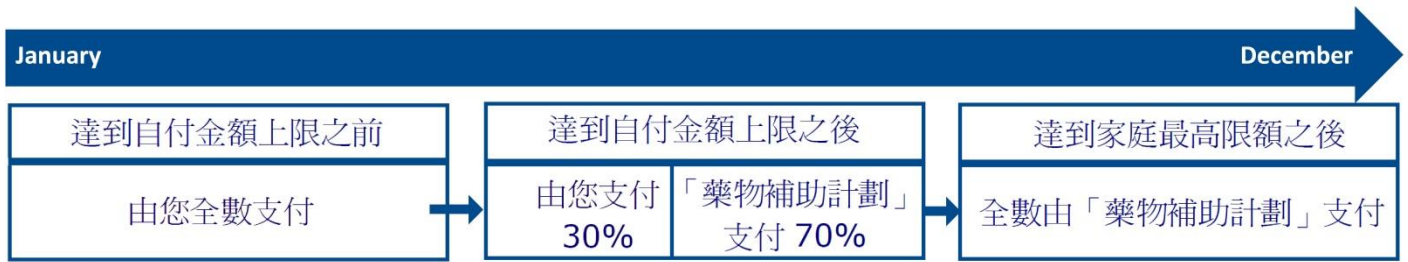 January
December
達到自付金額上限之前
達到自付金額上限之後
達到家庭最高限額之後
由您全數支付
由您支付
30%
「藥物補助計劃」
支付 70%
全數由「藥物補助計劃」支付